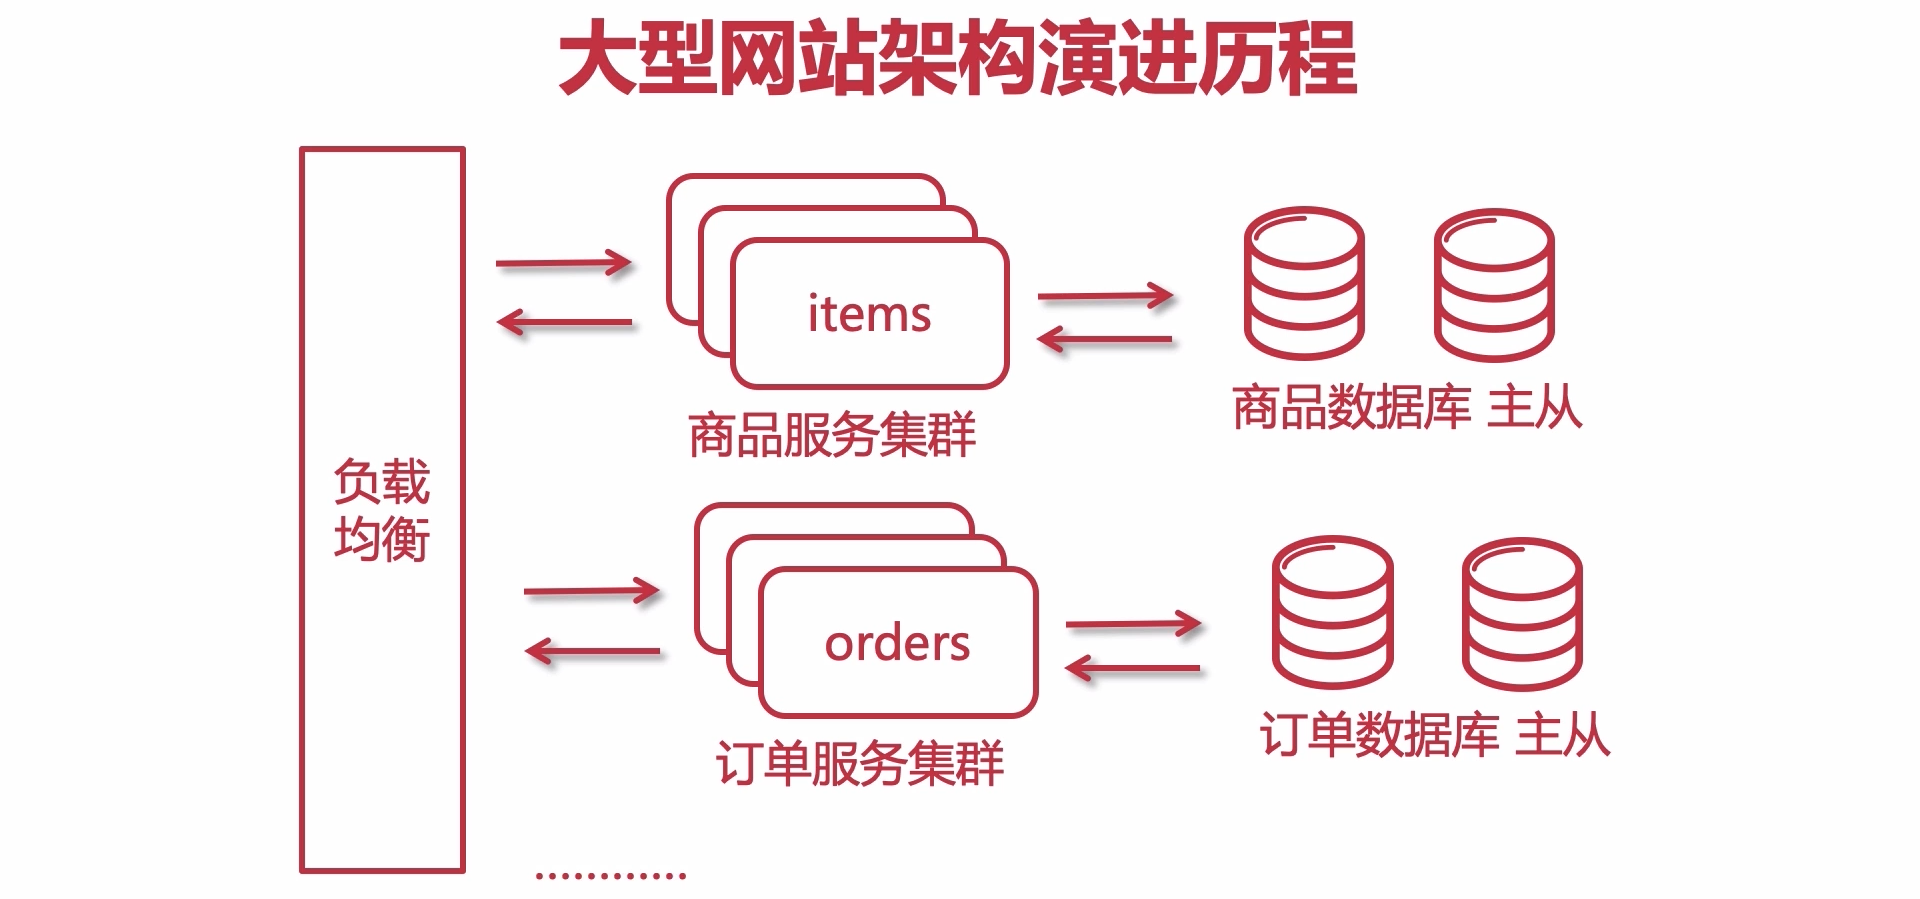 大型网站架构演进历程
负载
均衡
items
商品服务集群
商品数据库 主从
orders
订单服务集群
订单数据库 主从
............